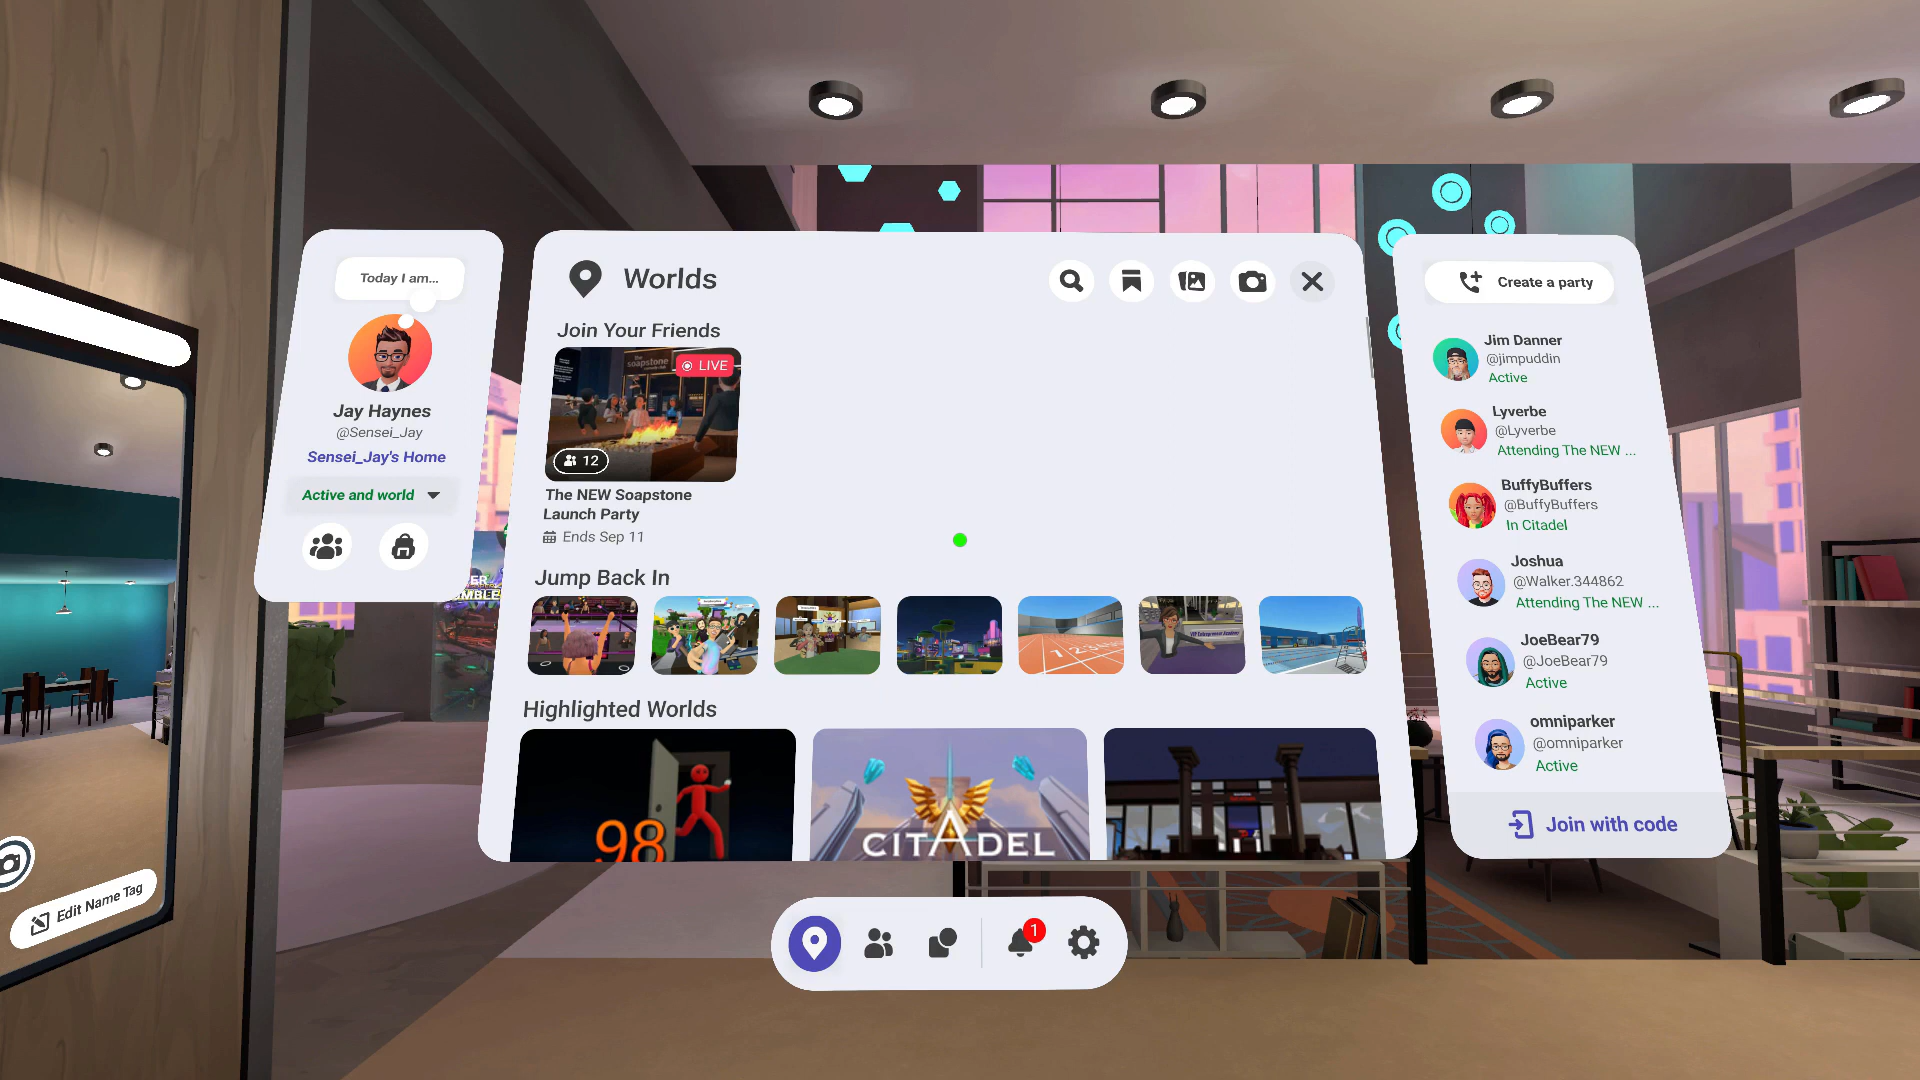 Today I am...
Jay Haynes
@Sensei_Jay
Sensei_Jay's Home
Active and world
Edit Name Tag
Worlds
Join Your Friends
The
soapstone
LIVE
12
The NEW Soapstone
Launch Party
Ends Sep 11
Jump Back In
Highlighted Worlds
98
CITADEL
1
Create a party
Jim Danner
@jimpuddin
Active
Lyverbe
@Lyverbe
Attending The NEW ...
BuffyBuffers
@BuffyBuffers
In Citadel
Joshua
@Walker.344862
Attending The NEW ...
JoeBear79
@JoeBear79
Active
omniparker
@omniparker
Active
Join with code